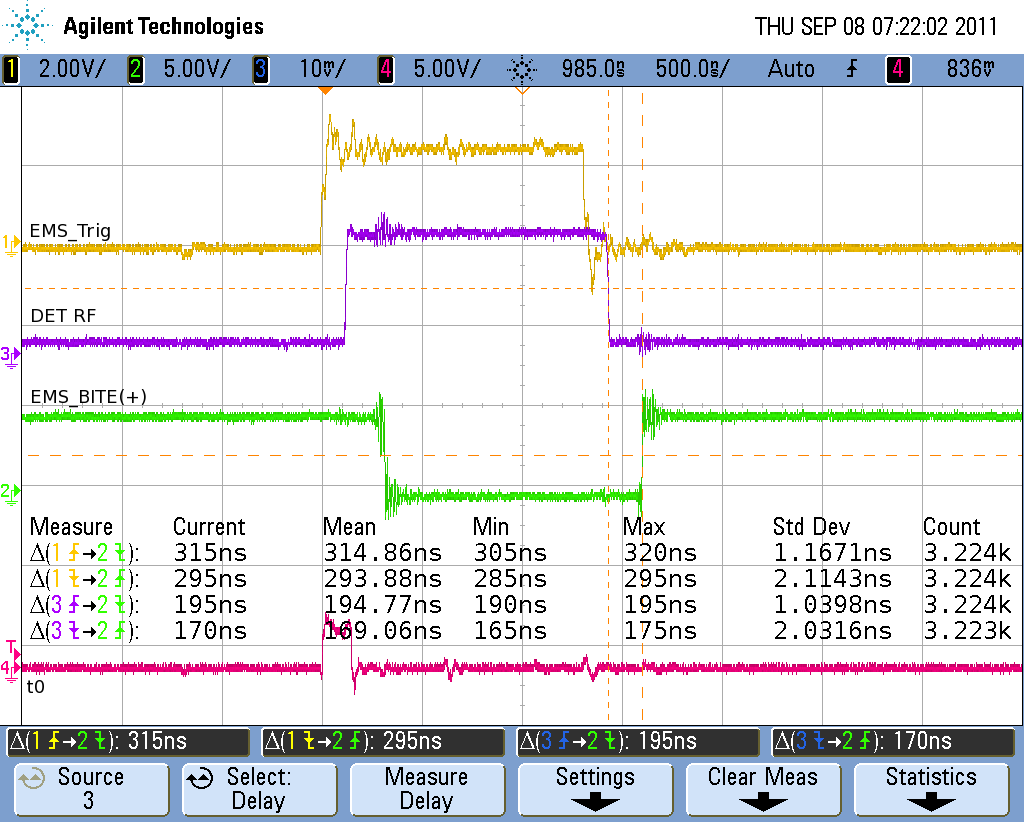 Agilent Technologies THU SEP 08 07:22:02 2011
1 2.00V/ 2 5.00V/ 3 10mV/ 4 5.00V/ 985.0ns 500.0ns/ Auto 4 836mV
1 EMS_Trig
DET RF
3
EMS_BITE(+)
2
Measure Current Mean Min Max Std Dev Count
Δ(1→2): 315ns 314.86ns 305ns 320ns 1.1671ns 3.224k
Δ(1→2): 295ns 293.88ns 285ns 295ns 2.1143ns 3.224k
Δ(3→2): 195ns 194.77ns 190ns 195ns 1.0398ns 3.224k
Δ(3→2): 170ns 169.06ns 165ns 175ns 2.0316ns 3.223k
T
4
t0
Δ(1→2): 315ns Δ(1→2): 295ns Δ(3→2): 195ns Δ(3→2): 170ns
Source Select: Measure Settings Clear Meas Statistics
3 Delay Delay